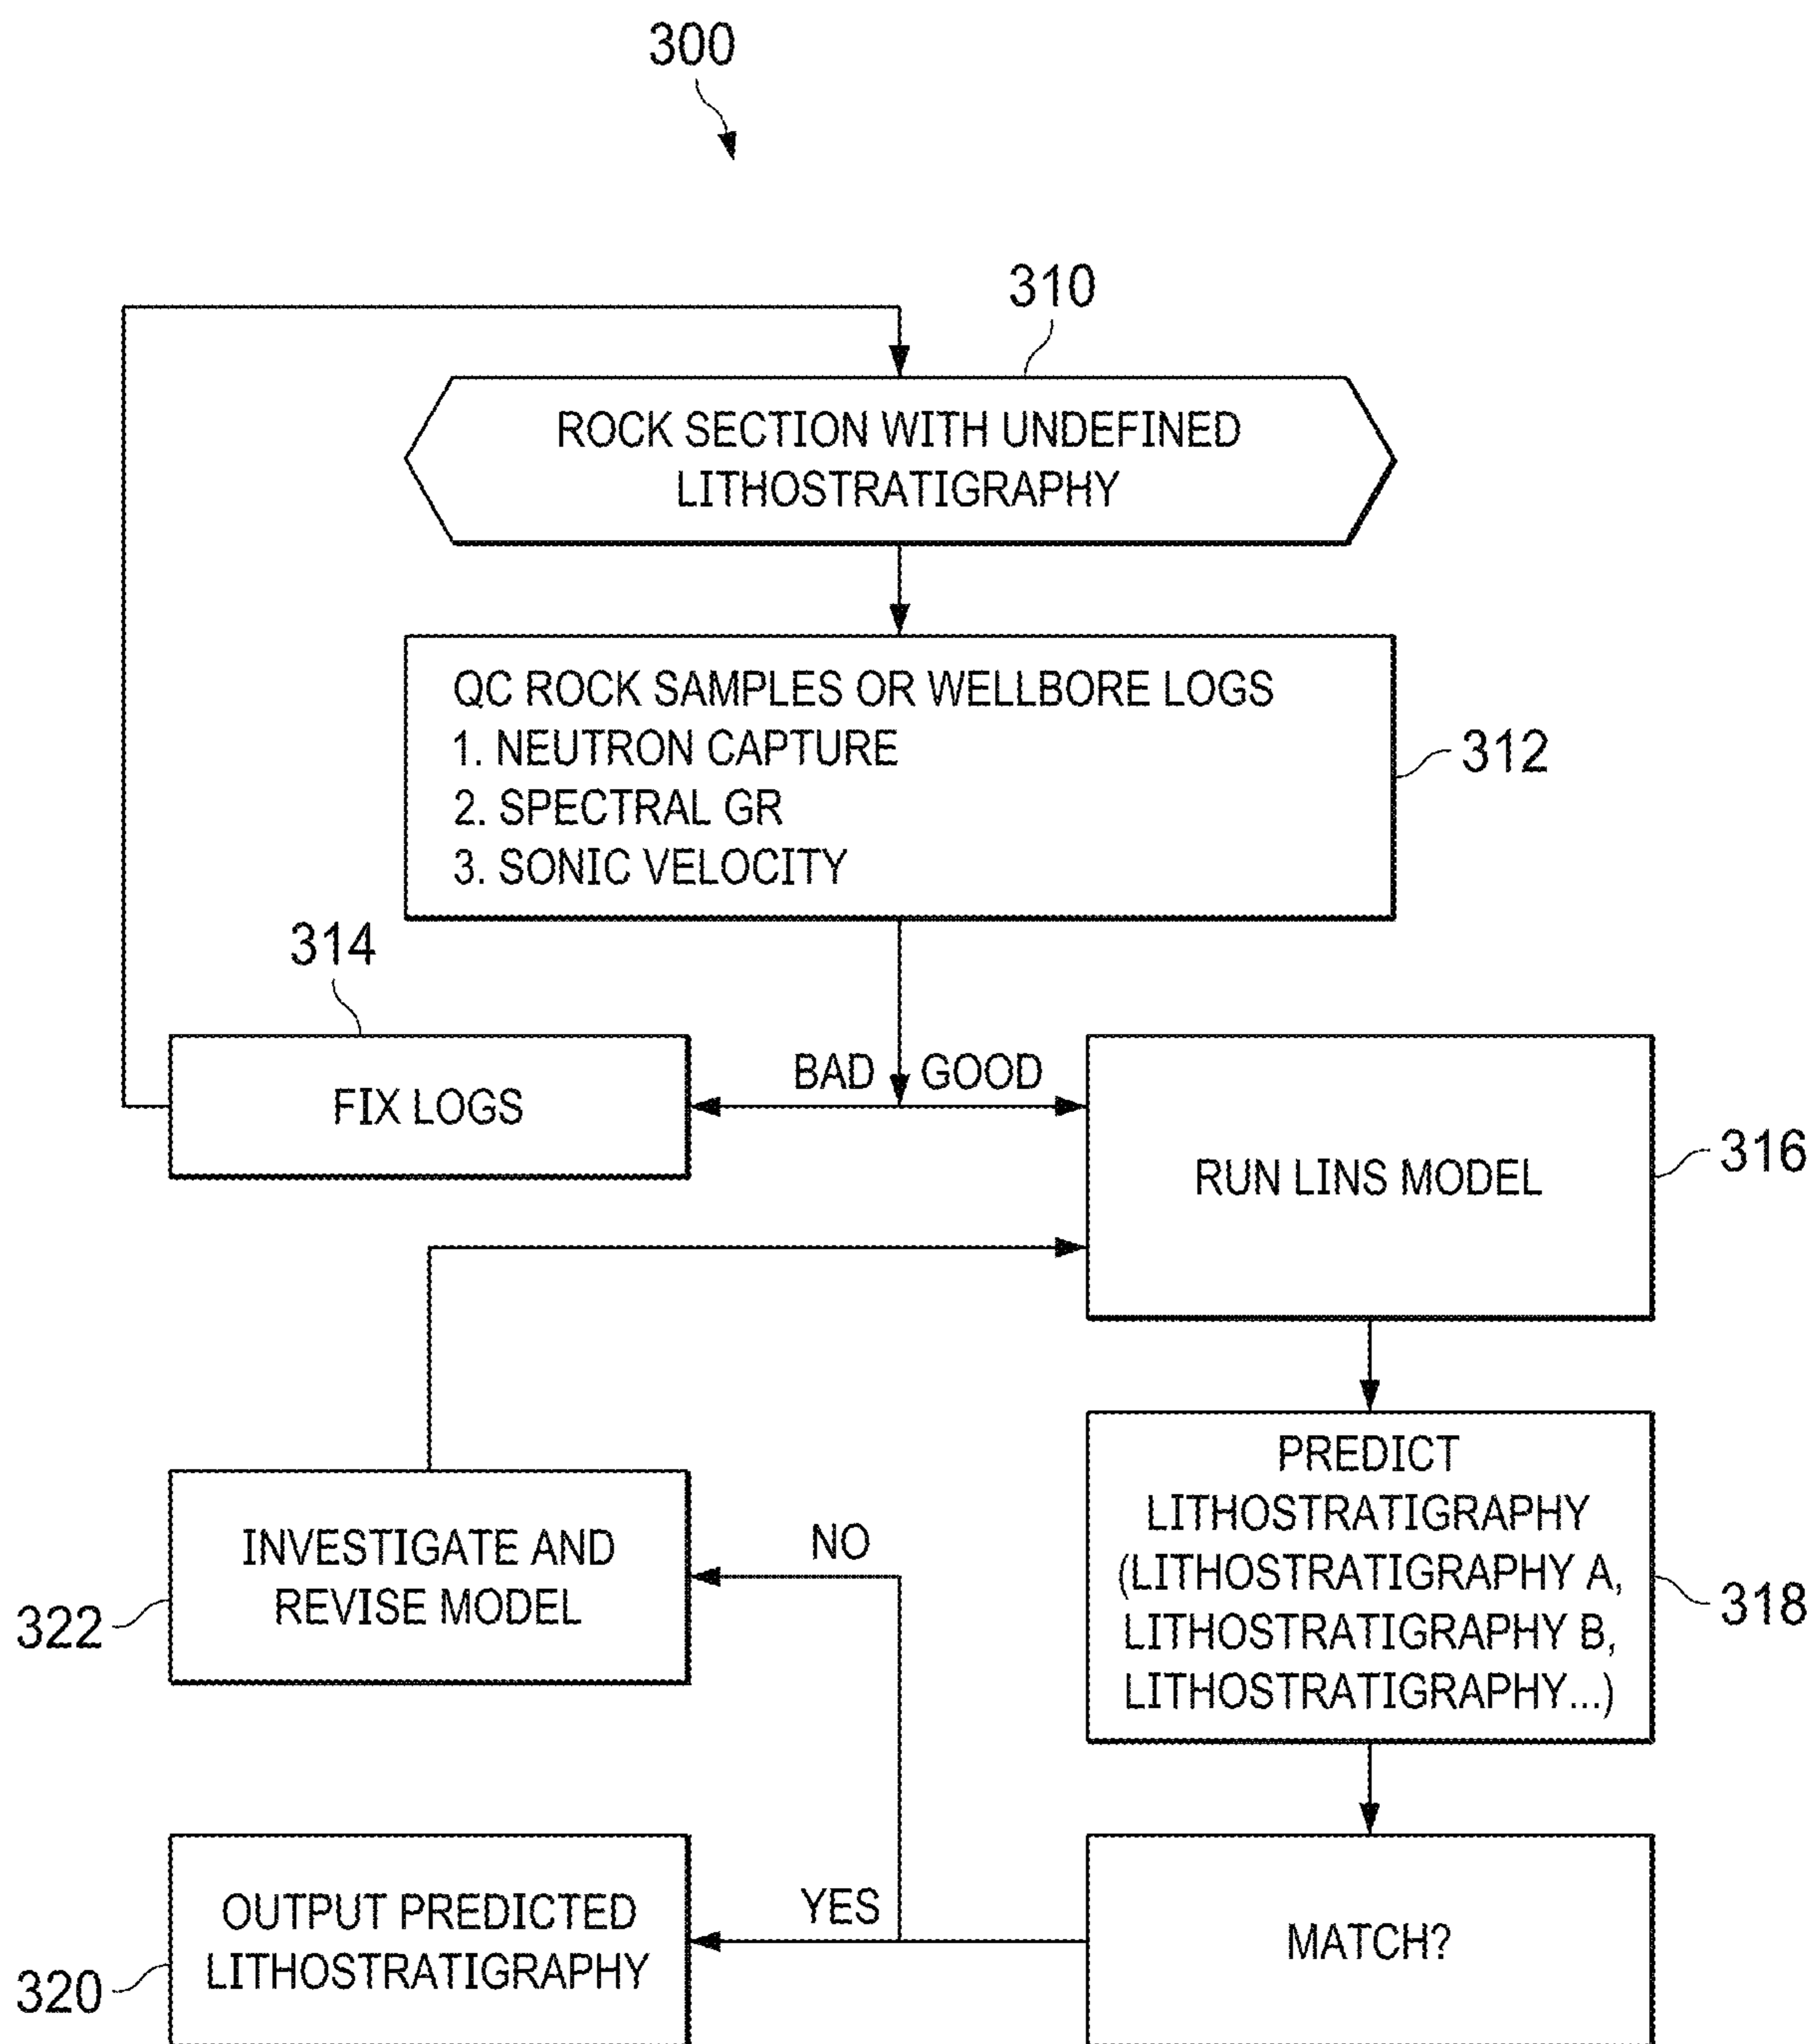 300
310
ROCK SECTION WITH UNDEFINED
LITHOSTRATIGRAPHY
QC ROCK SAMPLES OR WELLBORE LOGS
1. NEUTRON CAPTURE
2. SPECTRAL GR
3. SONIC VELOCITY
312
314
BAD
GOOD
FIX LOGS
RUN LINS MODEL
316
PREDICT
LITHOSTRATIGRAPHY
(LITHOSTRATIGRAPHY A,
LITHOSTRATIGRAPHY B,
LITHOSTRATIGRAPHY...)
318
NO
INVESTIGATE AND
REVISE MODEL
322
YES
OUTPUT PREDICTED
LITHOSTRATIGRAPHY
320
MATCH?